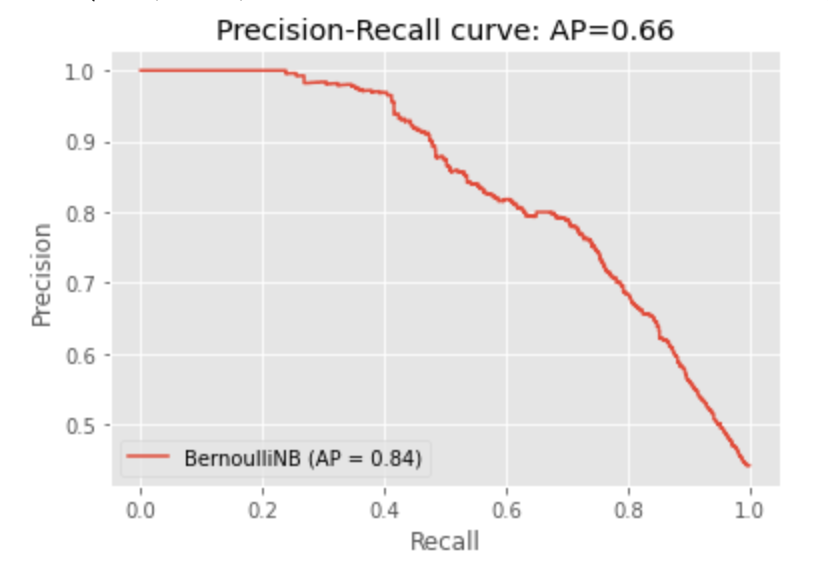 Precision-Recall curve: AP=0.66
1.0
0.9
0.8
0.7
0.6
0.5
Precision
BernoulliNB (AP = 0.84)
0.0 0.2 0.4 0.6 0.8 1.0
Recall